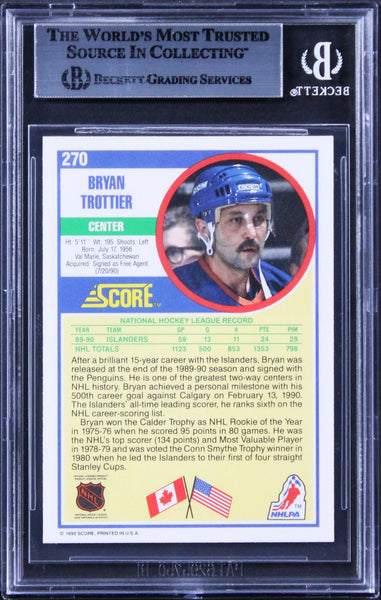 THE WORLD'S MOST TRUSTED
SOURCE IN COLLECTING™
BECKETT GRADING SERVICES
BECKETT
270
BRYAN
TROTTIER
CENTER
Ht: 5'11" Wt: 195 Shoots: Left
Born: July 17, 1956
Val Marie, Saskatchewan
Acquired: Signed as Free Agent
(7/20/90)
SCORE™
NATIONAL HOCKEY LEAGUE RECORD
YEAR TEAM GP G A PTS PIM
89-90 ISLANDERS 59 13 11 24 29
NHL TOTALS 1123 500 853 1353 798
After a brilliant 15-year career with the Islanders, Bryan was
released at the end of the 1989-90 season and signed
with the Penguins. He is one of the greatest two-way centers in
NHL history. Bryan achieved a personal milestone with his
500th career goal against Calgary on February 13, 1990.
The Islanders' all-time leading scorer, he ranks sixth on the
NHL career-scoring list.
Bryan won the Calder Trophy as NHL Rookie of the Year
in 1975-76 when he scored 95 points in 80 games. He was
the NHL's top scorer (134 points) and Most Valuable Player
in 1978-79 and was voted the Conn Smythe Trophy winner in
1980 when he led the Islanders to their first of four straight
Stanley Cups.
NHL
NHLPA
™
© 1990 SCORE, PRINTED IN U.S.A.